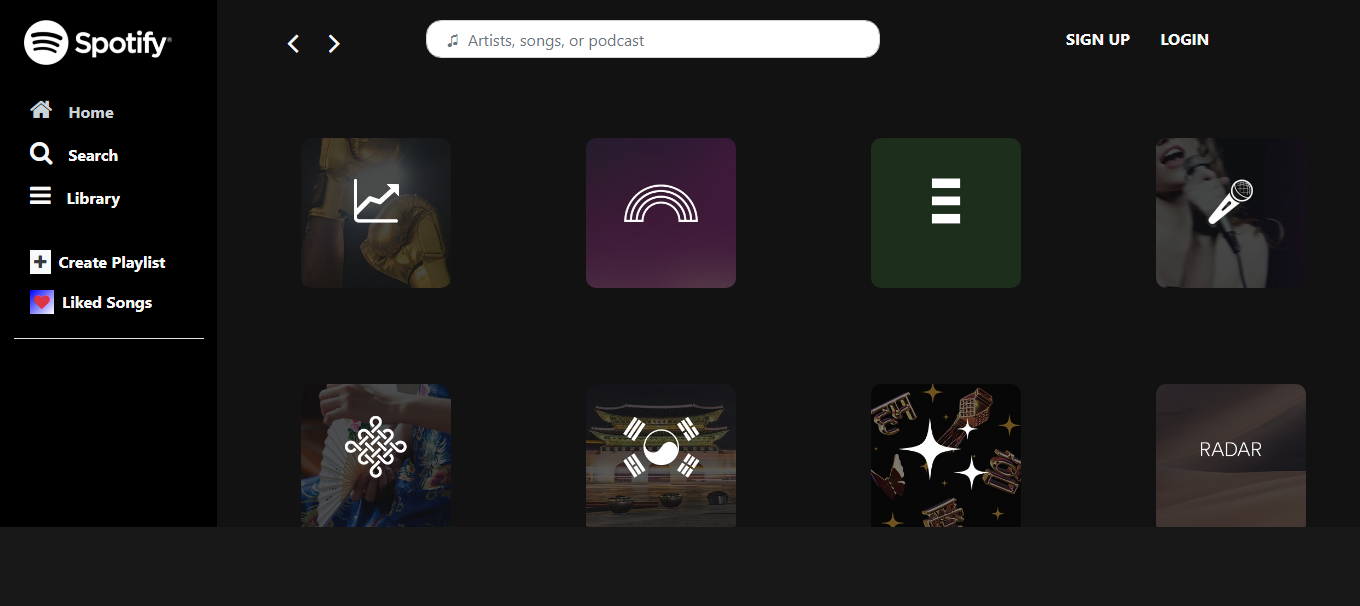 Spotify®
Artists, songs, or podcast
SIGN UP
LOGIN
Home
Search
Library
Create Playlist
Liked Songs
RADAR